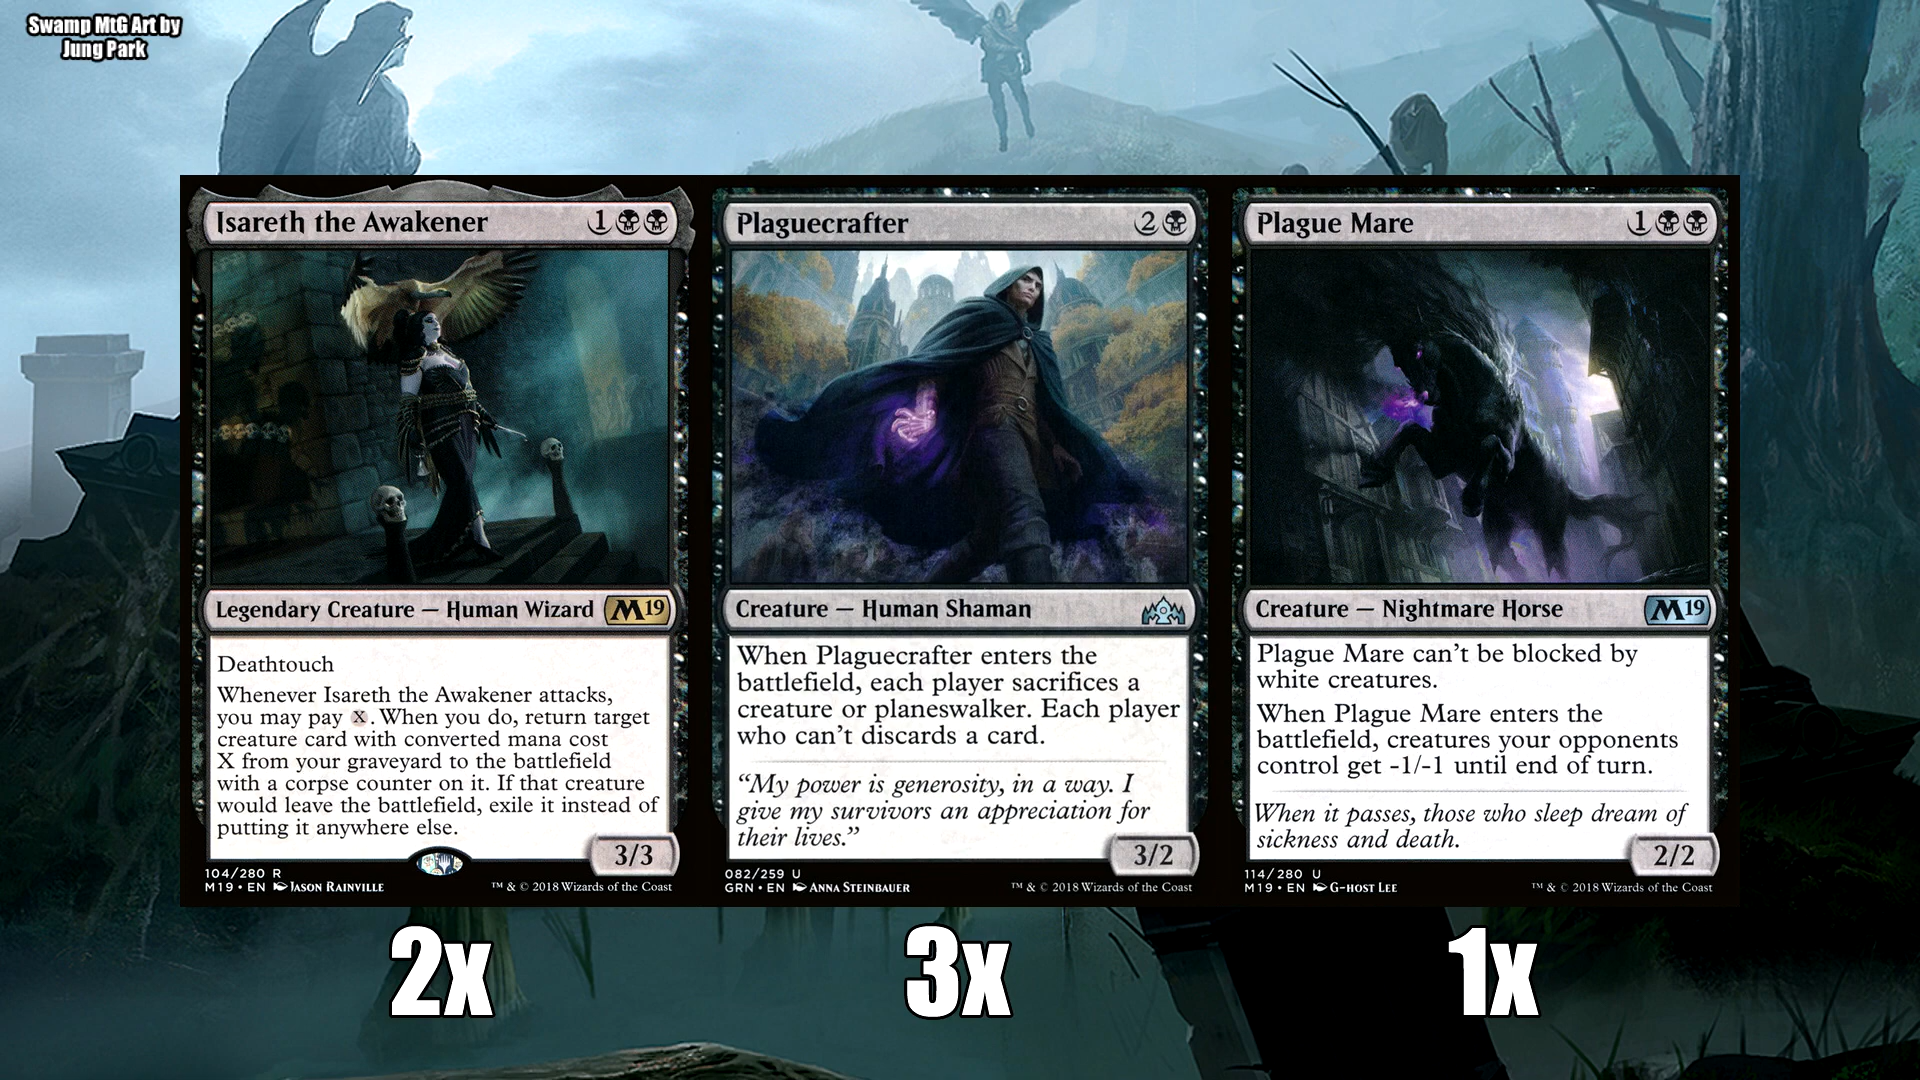 Swamp MtG Art by
Jung Park
Isareth the Awakener 1
Legendary Creature — Human Wizard M19
Deathtouch
Whenever Isareth the Awakener attacks,
you may pay X. When you do, return target
creature card with converted mana cost
X from your graveyard to the battlefield
with a corpse counter on it. If that creature
would leave the battlefield, exile it instead of
putting it anywhere else.
3/3
104/280 R
M19 • EN Jason Rainville
™ & © 2018 Wizards of the Coast
2x
Plaguecrafter 2
Creature — Human Shaman
When Plaguecrafter enters the
battlefield, each player sacrifices a
creature or planeswalker. Each player
who can't discards a card.
“My power is generosity, in a way. I
give my survivors an appreciation for
their lives.”
3/2
082/259 U
GRN • EN Anna Steinbauer
™ & © 2018 Wizards of the Coast
3x
Plague Mare 1
Creature — Nightmare Horse M19
Plague Mare can't be blocked by
white creatures.
When Plague Mare enters the
battlefield, creatures your opponents
control get -1/-1 until end of turn.
When it passes, those who sleep dream of
sickness and death.
2/2
114/280 U
M19 • EN G-host Lee
™ & © 2018 Wizards of the Coast
1x